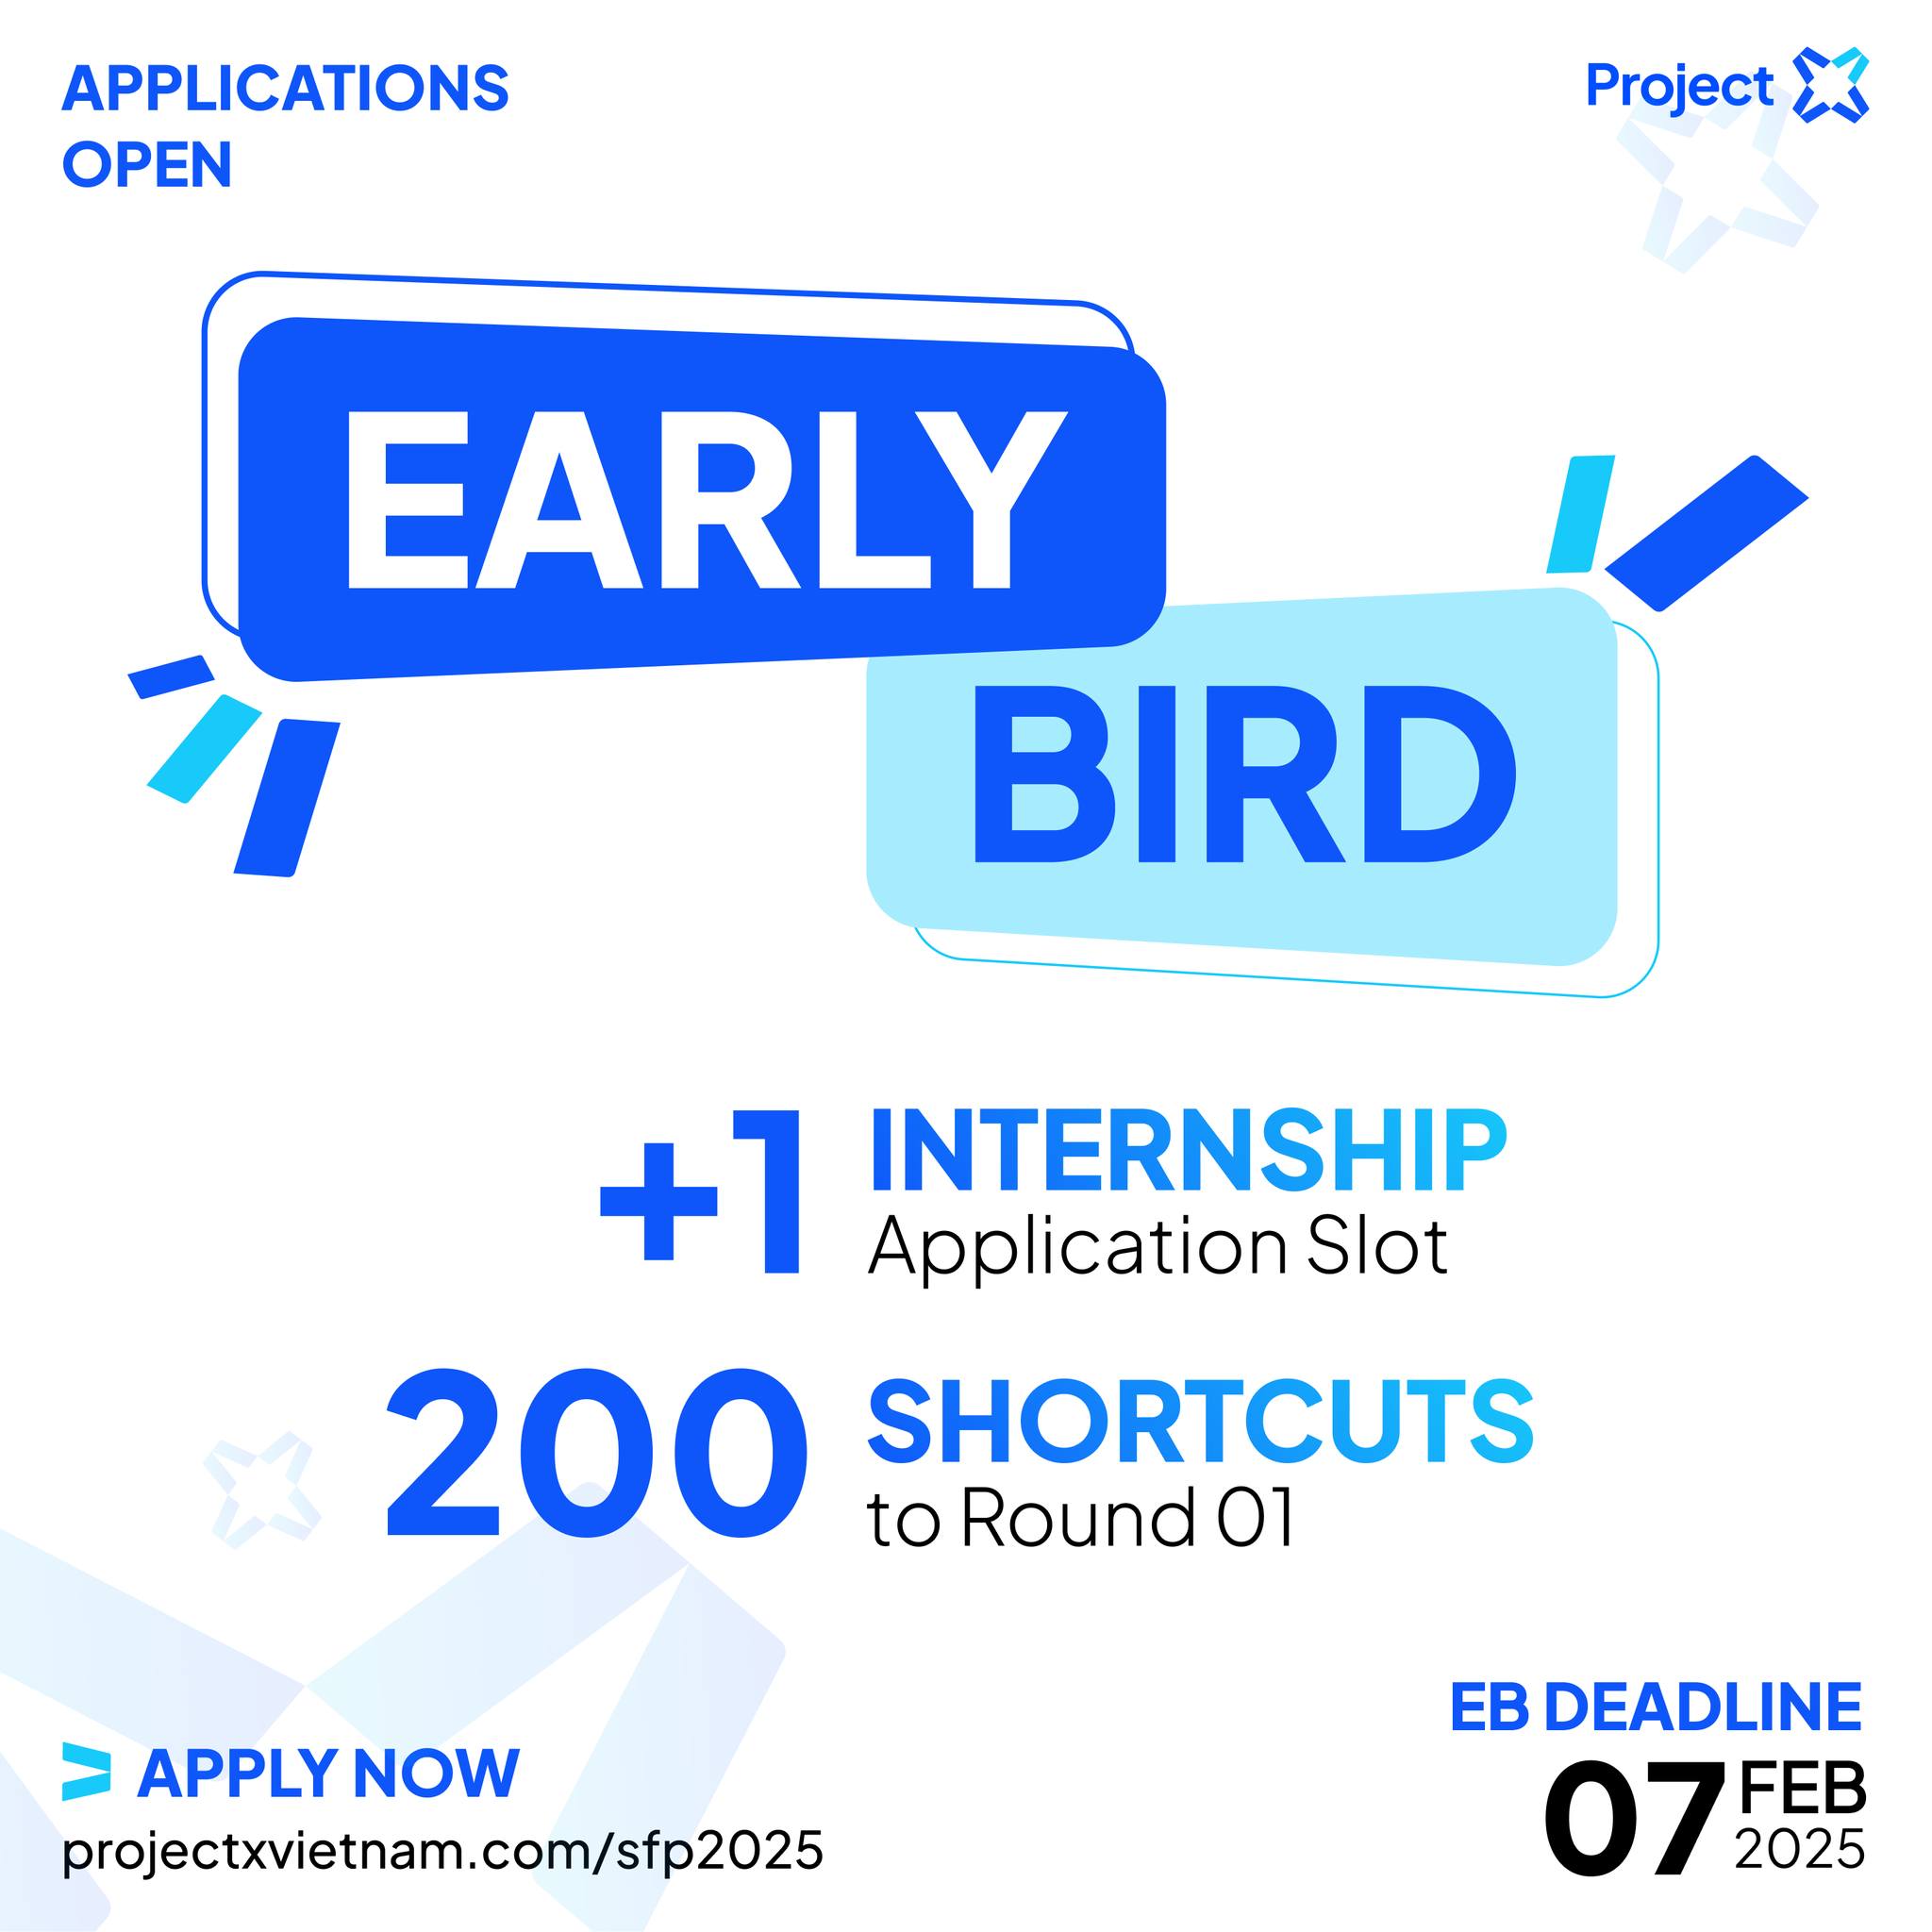 APPLICATIONS
OPEN
Project X
EARLY
BIRD
+1 INTERNSHIP
Application Slot
200 SHORTCUTS
to Round 01
APPLY NOW
projectxvietnam.com/sfp2025
EB DEADLINE
07 FEB
2025